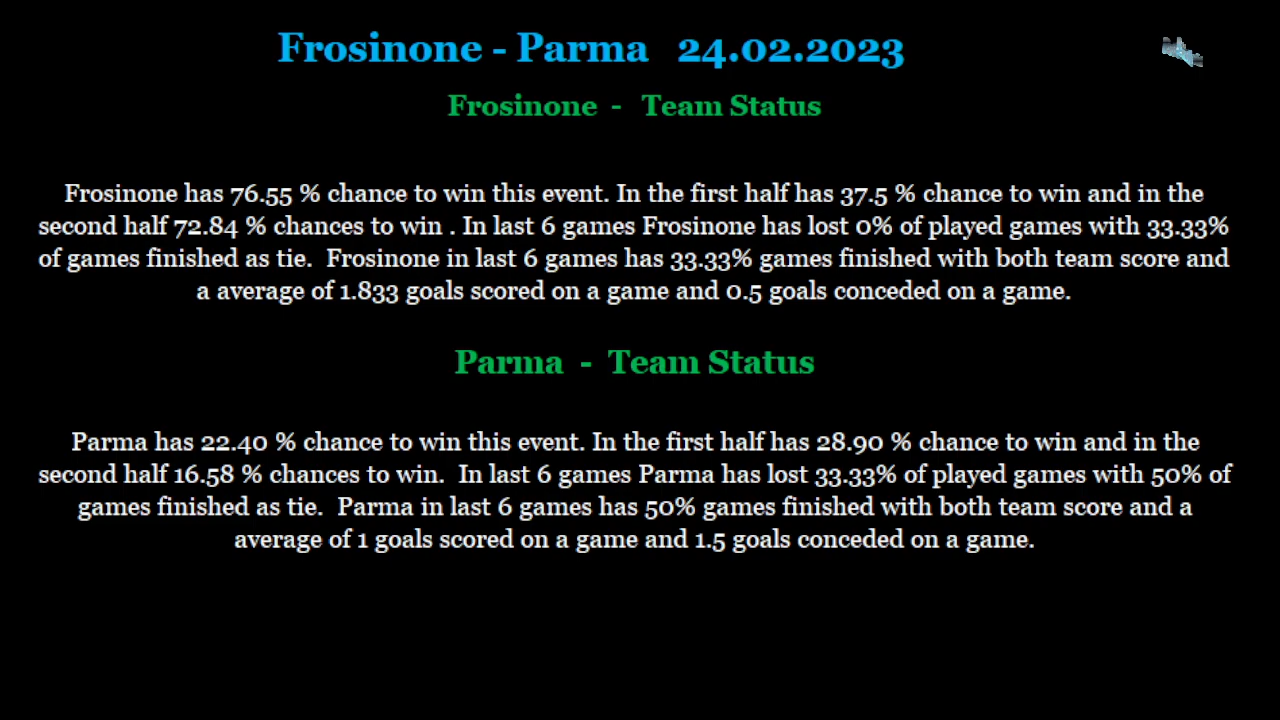 Frosinone - Parma 24.02.2023
Frosinone - Team Status
Frosinone has 76.55 % chance to win this event. In the first half has 37.5 % chance to win and in the
second half 72.84 % chances to win . In last 6 games Frosinone has lost 0% of played games with 33.33%
of games finished as tie. Frosinone in last 6 games has 33.33% games finished with both team score and
a average of 1.833 goals scored on a game and 0.5 goals conceded on a game.
Parma - Team Status
Parma has 22.40 % chance to win this event. In the first half has 28.90 % chance to win and in the
second half 16.58 % chances to win. In last 6 games Parma has lost 33.33% of played games with 50% of
games finished as tie. Parma in last 6 games has 50% games finished with both team score and a
average of 1 goals scored on a game and 1.5 goals conceded on a game.